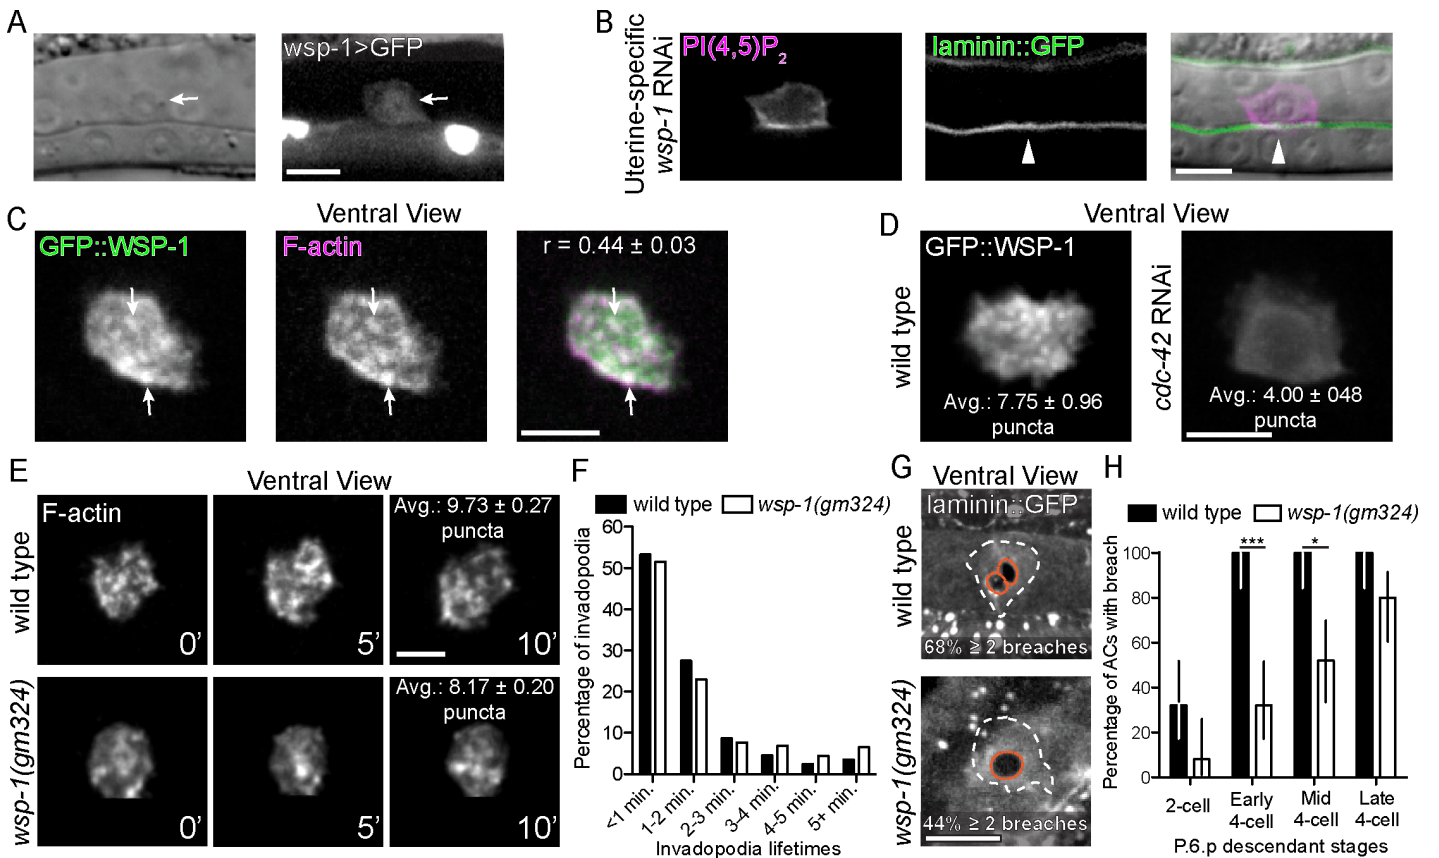 A
wsp-1>GFP
B
Uterine-specific
wsp-1 RNAi
PI(4,5)P2
laminin::GFP
C
Ventral View
GFP::WSP-1
F-actin
r = 0.44 ± 0.03
D
Ventral View
wild type
GFP::WSP-1
Avg.: 7.75 ± 0.96
puncta
cdc-42 RNAi
Avg.: 4.00 ± 048
puncta
E
Ventral View
wild type
F-actin
0’
5’
Avg.: 9.73 ± 0.27
puncta
10’
wsp-1(gm324)
0’
5’
Avg.: 8.17 ± 0.20
puncta
10’
F
wild type
wsp-1(gm324)
Percentage of invadopodia
60
50
40
30
20
10
0
<1 min.
1-2 min.
2-3 min.
3-4 min.
4-5 min.
5+ min.
Invadopodia lifetimes
G
Ventral View
wild type
laminin::GFP
68% ≥ 2 breaches
wsp-1(gm324)
44% ≥ 2 breaches
H
wild type
wsp-1(gm324)
***
*
Percentage of ACs with breach
100
80
60
40
20
0
2-cell
Early
4-cell
Mid
4-cell
Late
4-cell
P.6.p descendant stages